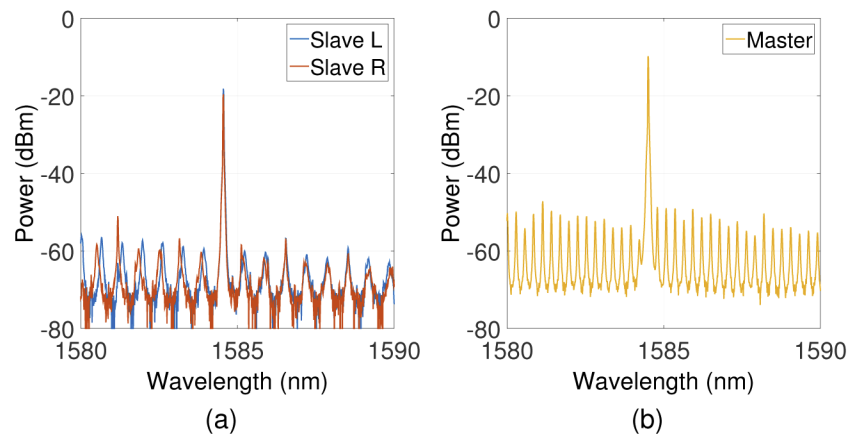 0
-20
-40
-60
-80
Power (dBm)
1580
1585
1590
Wavelength (nm)
Slave L
Slave R
(a)
0
-20
-40
-60
-80
Power (dBm)
1580
1585
1590
Wavelength (nm)
Master
(b)